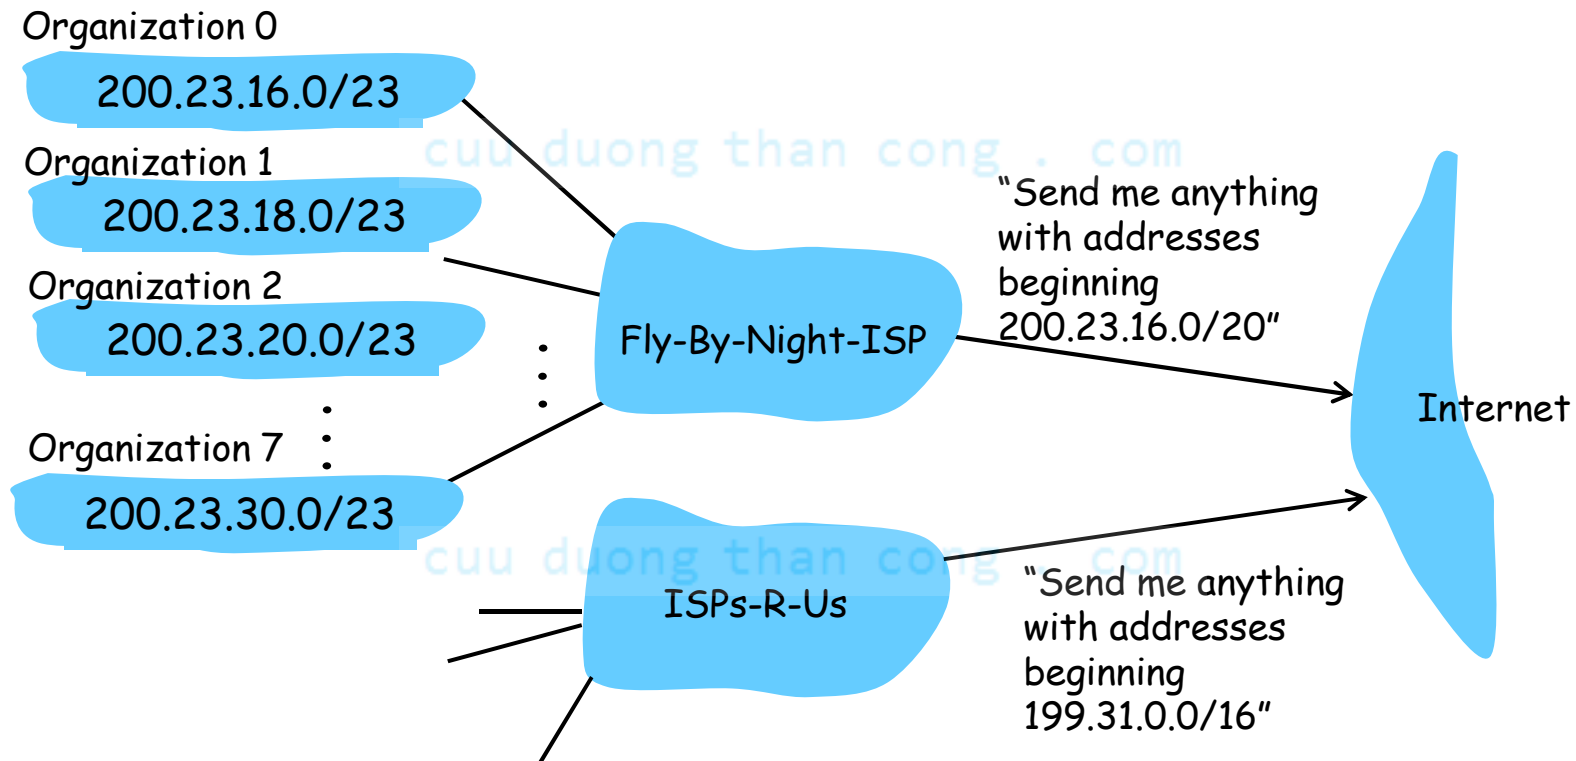 Organization 0
200.23.16.0/23
Organization 1
200.23.18.0/23
Organization 2
200.23.20.0/23
Organization 7
200.23.30.0/23
cuu duong than cong . com
Fly-By-Night-ISP
“Send me anything
with addresses
beginning
200.23.16.0/20”
Internet
cuu duong than cong . com
ISPs-R-Us
“Send me anything
with addresses
beginning
199.31.0.0/16”